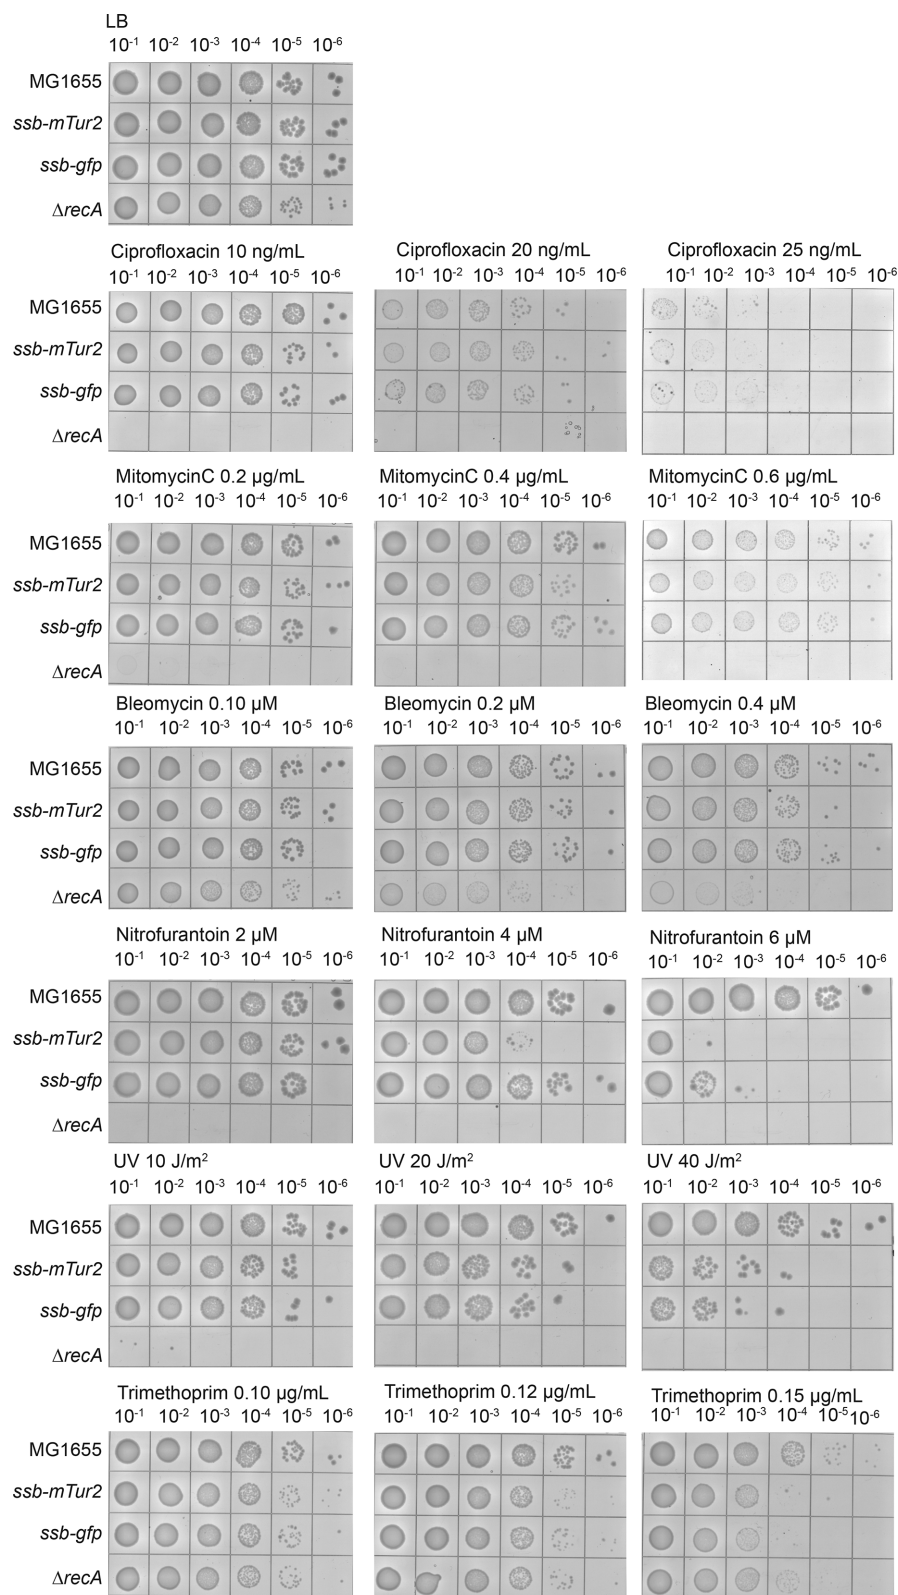 LB
10-1 10-2 10-3 10-4 10-5 10-6
MG1655
ssb-mTur2
ssb-gfp
ΔrecA
Ciprofloxacin 10 ng/mL Ciprofloxacin 20 ng/mL Ciprofloxacin 25 ng/mL
10-1 10-2 10-3 10-4 10-5 10-6 10-1 10-2 10-3 10-4 10-5 10-6 10-1 10-2 10-3 10-4 10-5 10-6
MG1655
ssb-mTur2
ssb-gfp
ΔrecA
MitomycinC 0.2 µg/mL MitomycinC 0.4 µg/mL MitomycinC 0.6 µg/mL
10-1 10-2 10-3 10-4 10-5 10-6 10-1 10-2 10-3 10-4 10-5 10-6 10-1 10-2 10-3 10-4 10-5 10-6
MG1655
ssb-mTur2
ssb-gfp
ΔrecA
Bleomycin 0.10 µM Bleomycin 0.2 µM Bleomycin 0.4 µM
10-1 10-2 10-3 10-4 10-5 10-6 10-1 10-2 10-3 10-4 10-5 10-6 10-1 10-2 10-3 10-4 10-5 10-6
MG1655
ssb-mTur2
ssb-gfp
ΔrecA
Nitrofurantoin 2 µM Nitrofurantoin 4 µM Nitrofurantoin 6 µM
10-1 10-2 10-3 10-4 10-5 10-6 10-1 10-2 10-3 10-4 10-5 10-6 10-1 10-2 10-3 10-4 10-5 10-6
MG1655
ssb-mTur2
ssb-gfp
ΔrecA
UV 10 J/m2 UV 20 J/m2 UV 40 J/m2
10-1 10-2 10-3 10-4 10-5 10-6 10-1 10-2 10-3 10-4 10-5 10-6 10-1 10-2 10-3 10-4 10-5 10-6
MG1655
ssb-mTur2
ssb-gfp
ΔrecA
Trimethoprim 0.10 µg/mL Trimethoprim 0.12 µg/mL Trimethoprim 0.15 µg/mL
10-1 10-2 10-3 10-4 10-5 10-6 10-1 10-2 10-3 10-4 10-5 10-6 10-1 10-2 10-3 10-4 10-5 10-6
MG1655
ssb-mTur2
ssb-gfp
ΔrecA